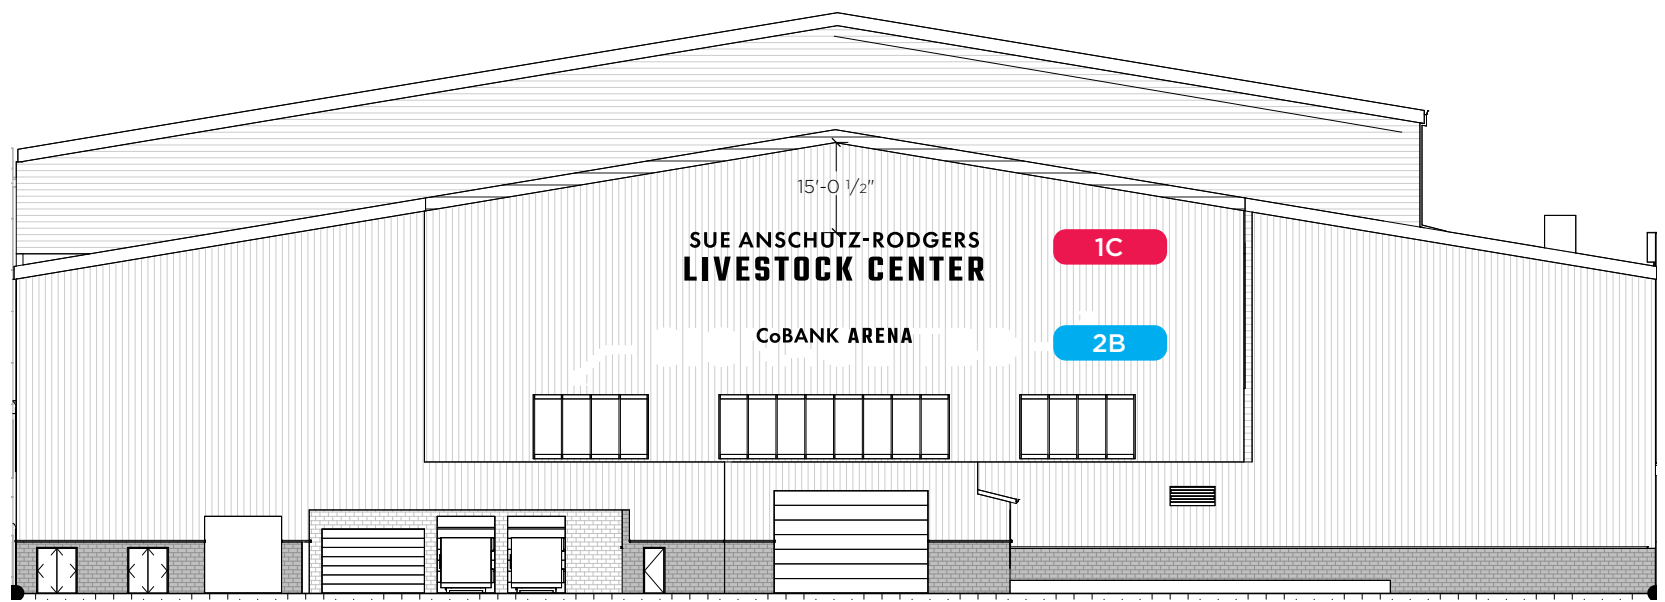 15'-0 1/2"
SUE ANSCHUTZ-RODGERS
LIVESTOCK CENTER
1C
CoBANK ARENA
2B